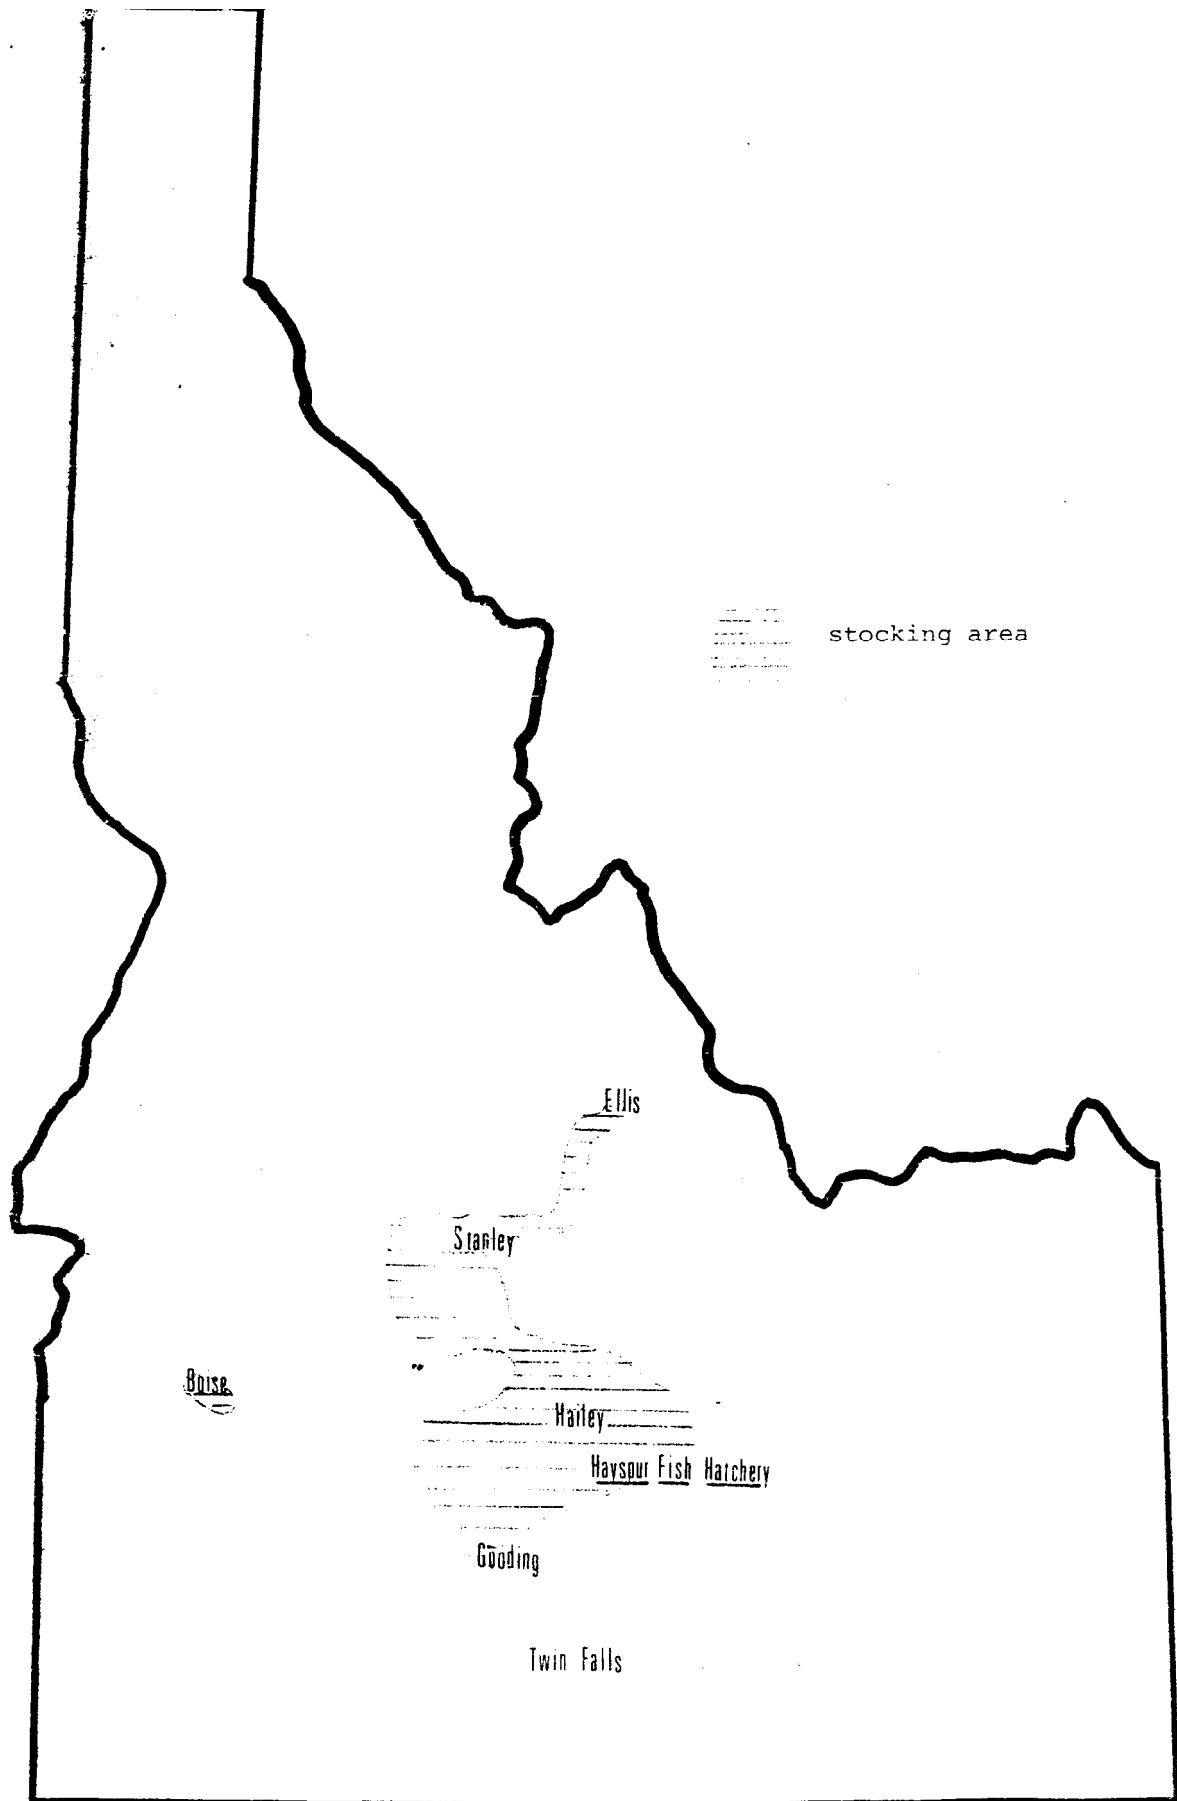 stocking area
Ellis
Stanley
Boise
Hailey
Hayspur Fish Hatchery
Gooding
Twin Falls